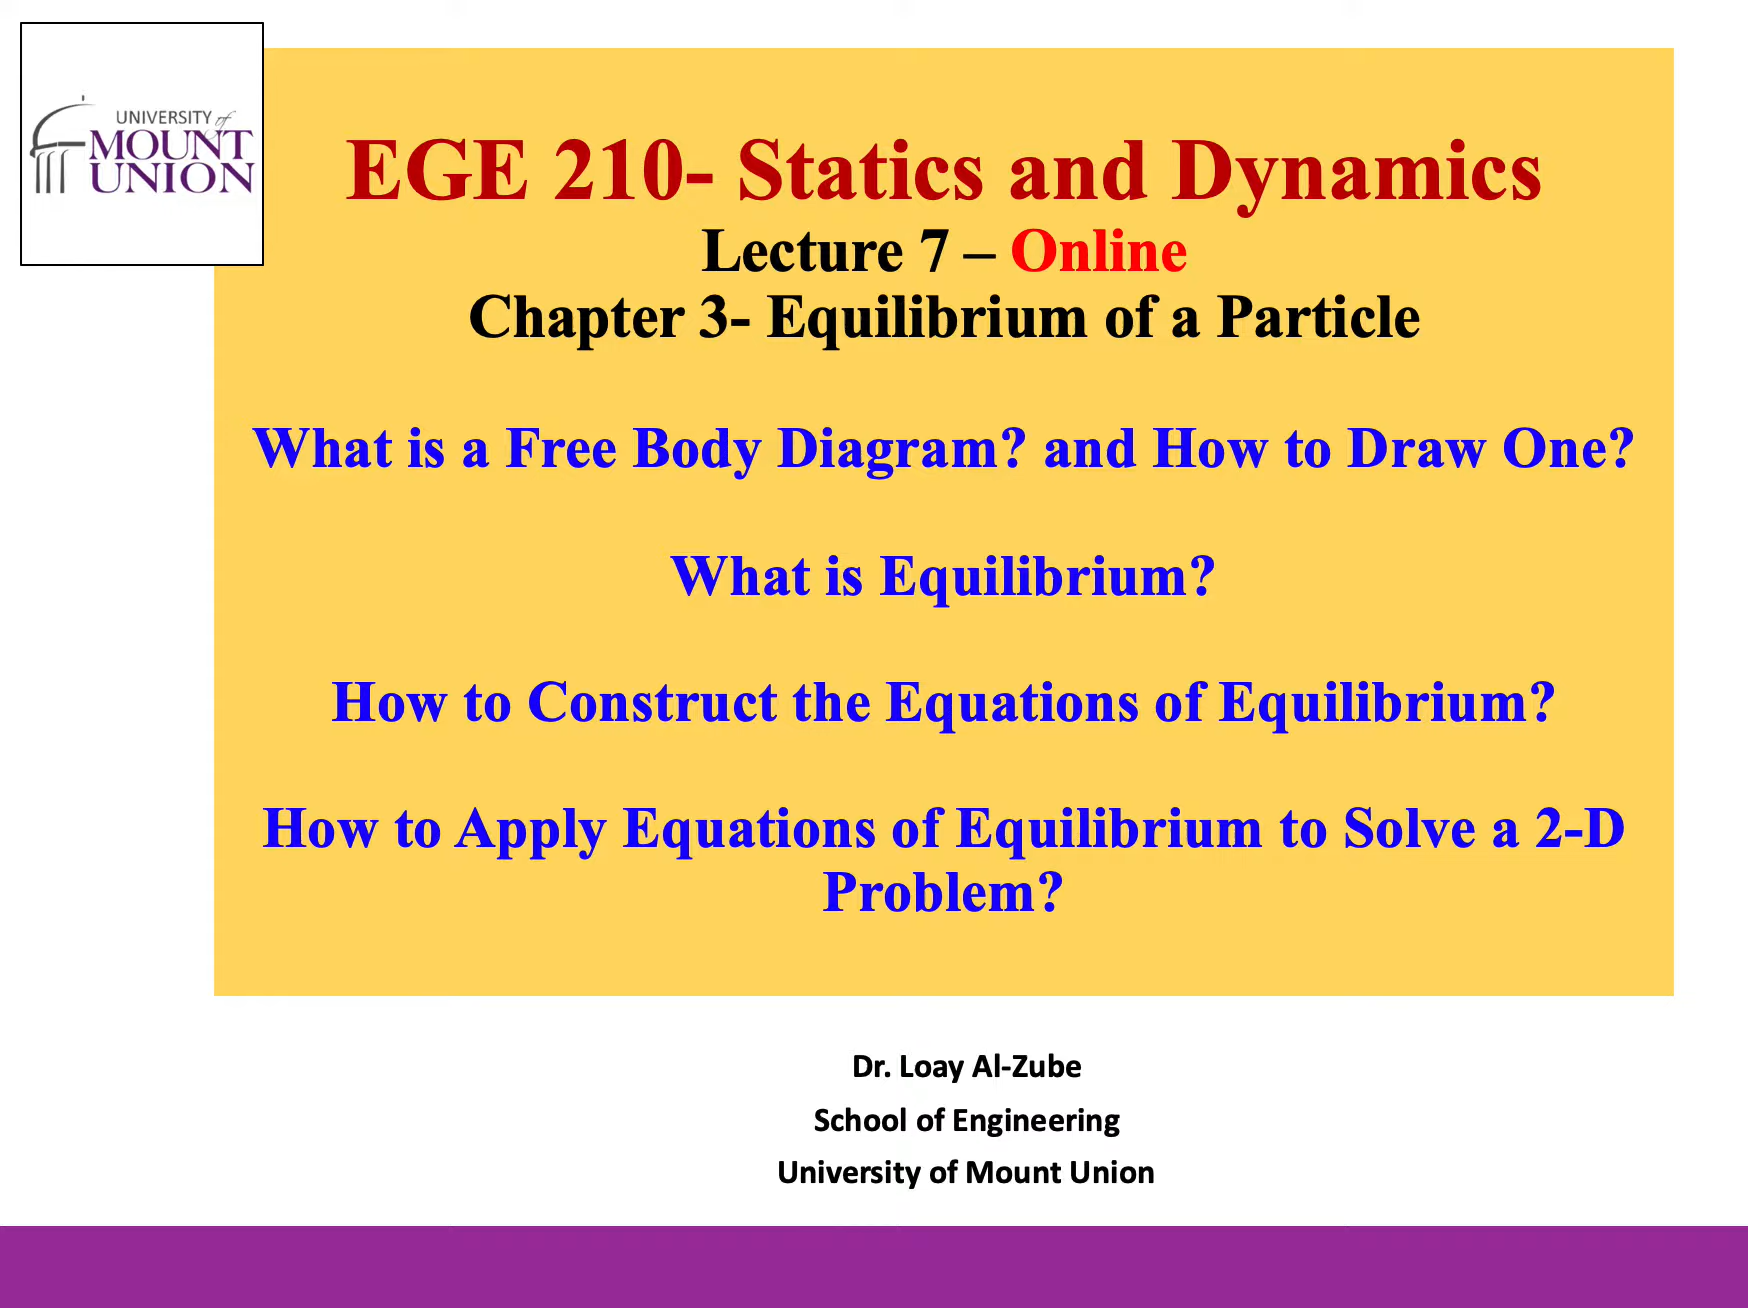 UNIVERSITY of
MOUNT
UNION
EGE 210- Statics and Dynamics
Lecture 7 – Online
Chapter 3- Equilibrium of a Particle
What is a Free Body Diagram? and How to Draw One?
What is Equilibrium?
How to Construct the Equations of Equilibrium?
How to Apply Equations of Equilibrium to Solve a 2-D
Problem?
Dr. Loay Al-Zube
School of Engineering
University of Mount Union